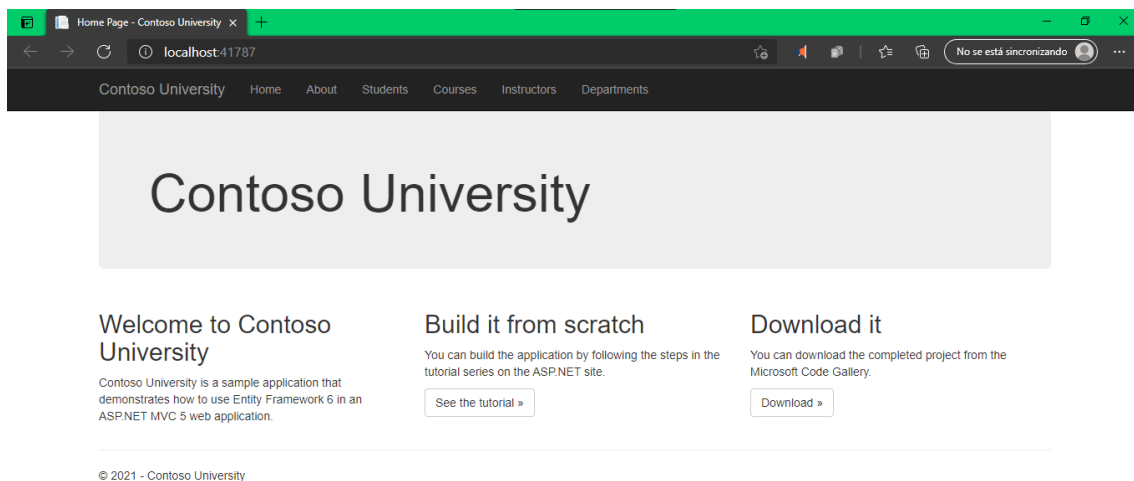 Home Page - Contoso University
localhost:41787
No se está sincronizando
Contoso University Home About Students Courses Instructors Departments
Contoso University
Welcome to Contoso
University
Contoso University is a sample application that
demonstrates how to use Entity Framework 6 in an
ASP.NET MVC 5 web application.
Build it from scratch
You can build the application by following the steps in the
tutorial series on the ASP.NET site.
See the tutorial »
Download it
You can download the completed project from the
Microsoft Code Gallery.
Download »
© 2021 - Contoso University